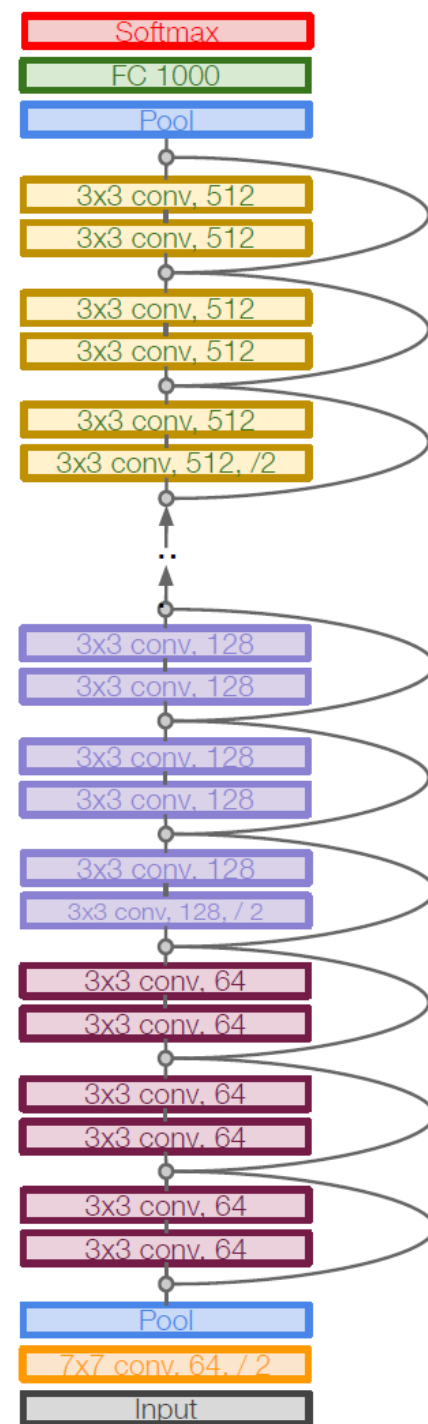 Softmax
FC 1000
Pool
3x3 conv, 512
3x3 conv, 512
3x3 conv, 512
3x3 conv, 512
3x3 conv, 512
3x3 conv, 512, /2
..
3x3 conv, 128
3x3 conv, 128
3x3 conv, 128
3x3 conv, 128
3x3 conv, 128
3x3 conv, 128, / 2
3x3 conv, 64
3x3 conv, 64
3x3 conv, 64
3x3 conv, 64
3x3 conv, 64
3x3 conv, 64
Pool
7x7 conv, 64, / 2
Input